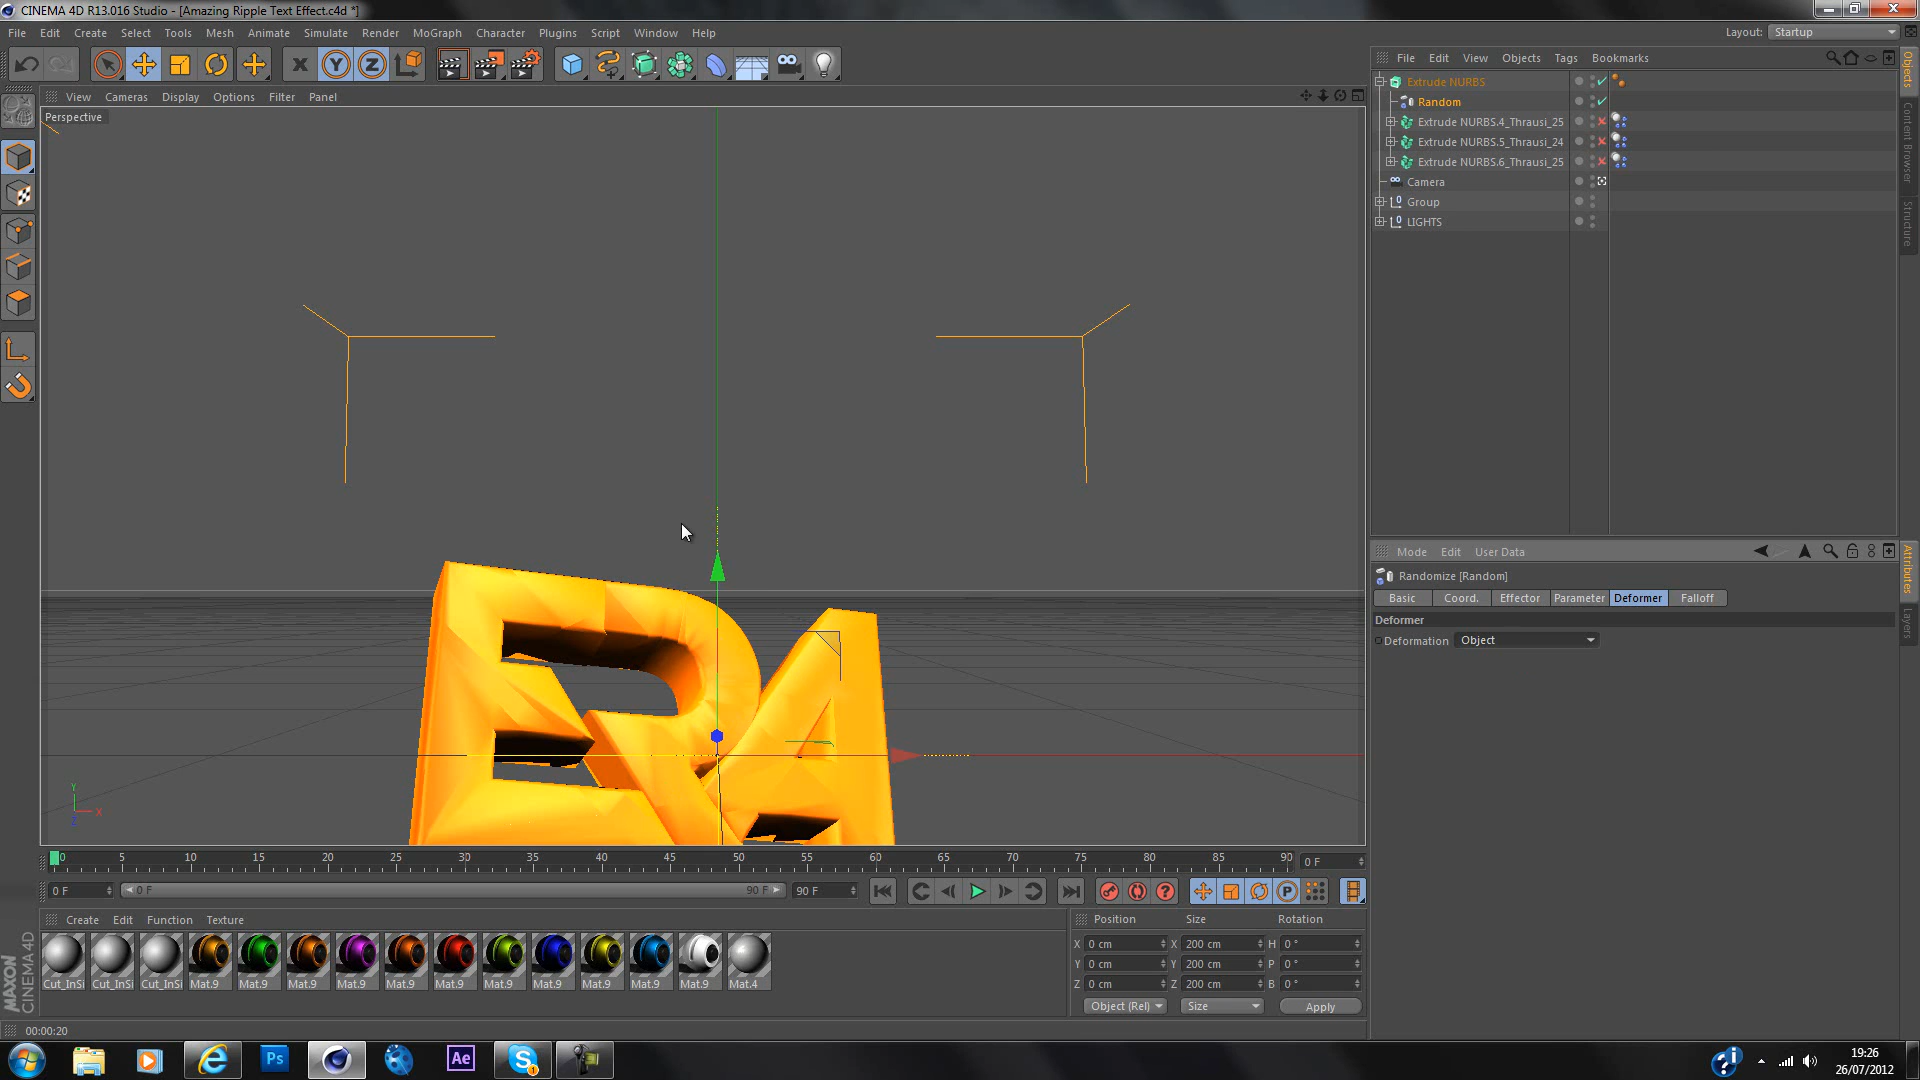 CINEMA 4D R13.016 Studio - [Amazing Ripple Text Effect.c4d *]
File Edit Create Select Tools Mesh Animate Simulate Render MoGraph Character Plugins Script Window Help
Layout: Startup
File Edit View Objects Tags Bookmarks
View Cameras Display Options Filter Panel
Perspective
Extrude NURBS
Random
Extrude NURBS.4_Thrausi_25
Extrude NURBS.5_Thrausi_24
Extrude NURBS.6_Thrausi_25
Camera
Group
LIGHTS
Objects
Content Browser
Structure
Mode Edit User Data
Randomize [Random]
Basic Coord. Effector Parameter Deformer Falloff
Deformer
Deformation Object
Attributes
Layers
Y
X
Z
0 5 10 15 20 25 30 35 40 45 50 55 60 65 70 75 80 85 90
0 F
0 F 0 F 90 F 90 F
Create Edit Function Texture
Cut_InSi Cut_InSi Cut_InSi Mat.9 Mat.9 Mat.9 Mat.9 Mat.9 Mat.9 Mat.9 Mat.9 Mat.9 Mat.9 Mat.9 Mat.4
Position Size Rotation
X 0 cm X 200 cm H 0 °
Y 0 cm Y 200 cm P 0 °
Z 0 cm Z 200 cm B 0 °
Object (Rel) Size Apply
MAXON
CINEMA 4D
00:00:20
Ps
Ae
19:26
26/07/2012